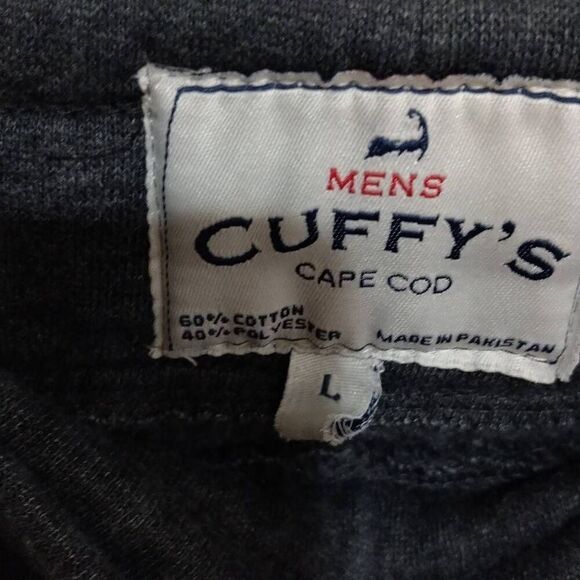 MENS
CUFFY'S
CAPE COD
60% COTTON
40% POLYESTER
MADE IN PAKISTAN
L